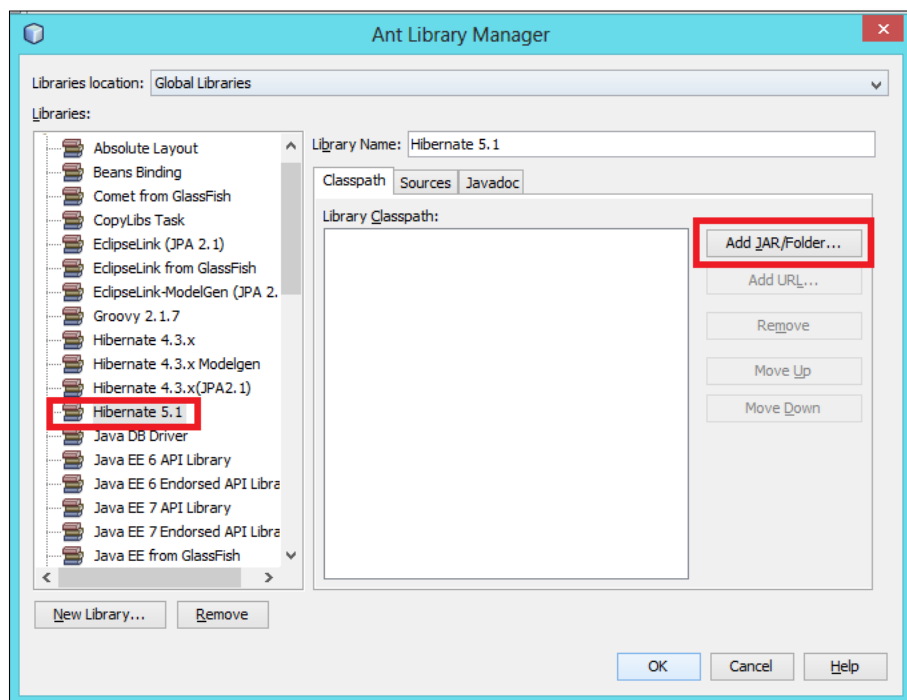 Ant Library Manager
Libraries location: Global Libraries
Libraries:
Absolute Layout
Beans Binding
Comet from GlassFish
CopyLibs Task
EclipseLink (JPA 2.1)
EclipseLink from GlassFish
EclipseLink-ModelGen (JPA 2.
Groovy 2.1.7
Hibernate 4.3.x
Hibernate 4.3.x Modelgen
Hibernate 4.3.x(JPA2.1)
Hibernate 5.1
Java DB Driver
Java EE 6 API Library
Java EE 6 Endorsed API Libra
Java EE 7 API Library
Java EE 7 Endorsed API Libra
Java EE from GlassFish
New Library... Remove
Library Name: Hibernate 5.1
Classpath Sources Javadoc
Library Classpath:
Add JAR/Folder...
Add URL...
Remove
Move Up
Move Down
OK Cancel Help